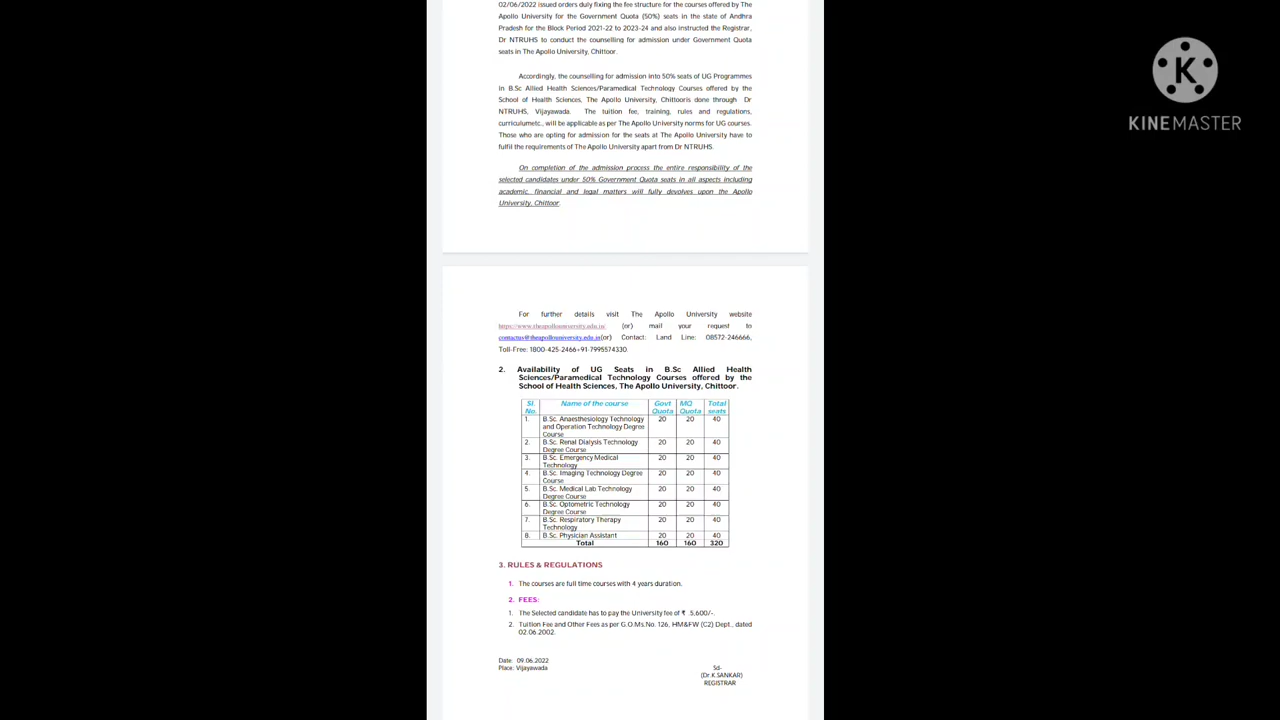 02/06/2022 issued orders duly fixing the fee structure for the courses offered by The
Apollo University for the Government Quota (50%) seats in the state of Andhra
Pradesh for the Block Period 2021-22 to 2023-24 and also instructed the Registrar,
Dr NTRUHS to conduct the counselling for admission under Government Quota
seats in The Apollo University, Chittoor.
Accordingly, the counselling for admission into 50% seats of UG Programmes
in B.Sc Allied Health Sciences/Paramedical Technology Courses offered by the
School of Health Sciences, The Apollo University, Chittooris done through Dr
NTRUHS, Vijayawada. The tuition fee, training, rules and regulations,
curriculumetc., will be applicable as per The Apollo University norms for UG courses.
Those who are opting for admission for the seats at The Apollo University have to
fulfil the requirements of The Apollo University apart from Dr NTRUHS.
On completion of the admission process the entire responsibility of the
selected candidates under 50% Government Quota seats in all aspects including
academic, financial and legal matters will fully devolves upon the Apollo
University, Chittoor.
K
KINEMASTER
For further details visit The Apollo University website
https://www.theapollouniversity.edu.in/ (or) mail your request to
contactus@theapollouniversity.edu.in(or) Contact: Land Line: 08572-246666,
Toll-Free: 1800-425-2466+91-7995574330.
2. Availability of UG Seats in B.Sc Allied Health
Sciences/Paramedical Technology Courses offered by the
School of Health Sciences, The Apollo University, Chittoor.
Sl. No. Name of the course Govt Quota MQ Quota Total seats
1. B.Sc. Anaesthesiology Technology and Operation Technology Degree Course 20 20 40
2. B.Sc. Renal Dialysis Technology Degree Course 20 20 40
3. B.Sc. Emergency Medical Technology 20 20 40
4. B.Sc. Imaging Technology Degree Course 20 20 40
5. B.Sc. Medical Lab Technology Degree Course 20 20 40
6. B.Sc. Optometric Technology Degree Course 20 20 40
7. B.Sc. Respiratory Therapy Technology 20 20 40
8. B.Sc. Physician Assistant 20 20 40
Total 160 160 320
3. RULES & REGULATIONS
1. The courses are full time courses with 4 years duration.
2. FEES:
1. The Selected candidate has to pay the University fee of ₹ .5,600/-.
2. Tuition Fee and Other Fees as per G.O.Ms.No. 126, HM&FW (C2) Dept., dated
02.06.2002.
Date: 09.06.2022
Place: Vijayawada
Sd-
(Dr.K.SANKAR)
REGISTRAR